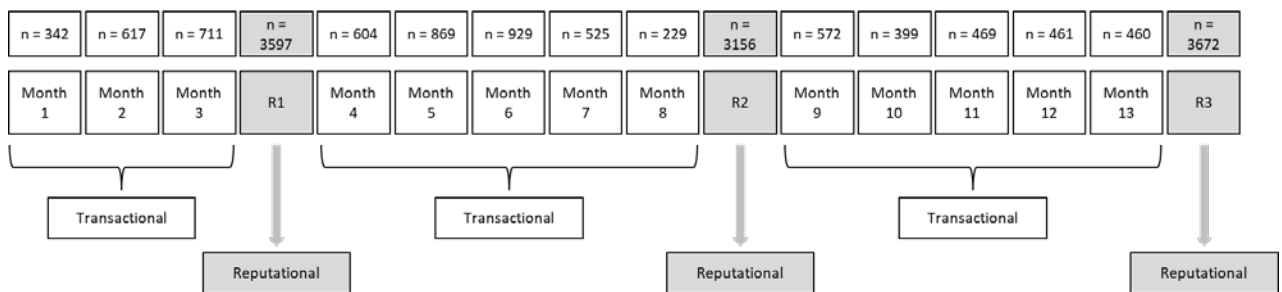 n = 342 n = 617 n = 711 n = 3597 n = 604 n = 869 n = 929 n = 525 n = 229 n = 3156 n = 572 n = 399 n = 469 n = 461 n = 460 n = 3672
Month 1 Month 2 Month 3 R1 Month 4 Month 5 Month 6 Month 7 Month 8 R2 Month 9 Month 10 Month 11 Month 12 Month 13 R3
Transactional Transactional Transactional
Reputational Reputational Reputational